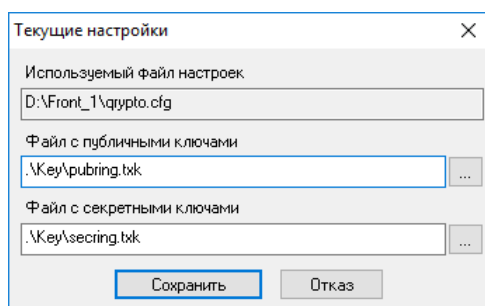 Текущие настройки
Используемый файл настроек
D:\Front_1\qrypto.cfg
Файл с публичными ключами
.\Key\pubring.txk
...
Файл с секретными ключами
.\Key\secring.txk
...
Сохранить Отказ